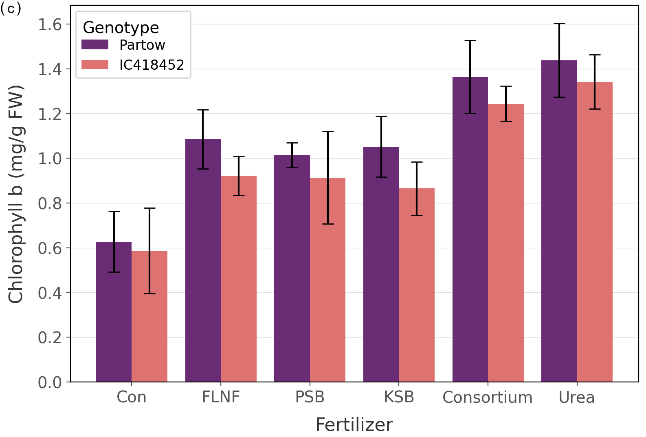 (c)
Genotype
Partow
IC418452
Chlorophyll b (mg/g FW)
1.6
1.4
1.2
1.0
0.8
0.6
0.4
0.2
0.0
Con FLNF PSB KSB Consortium Urea
Fertilizer